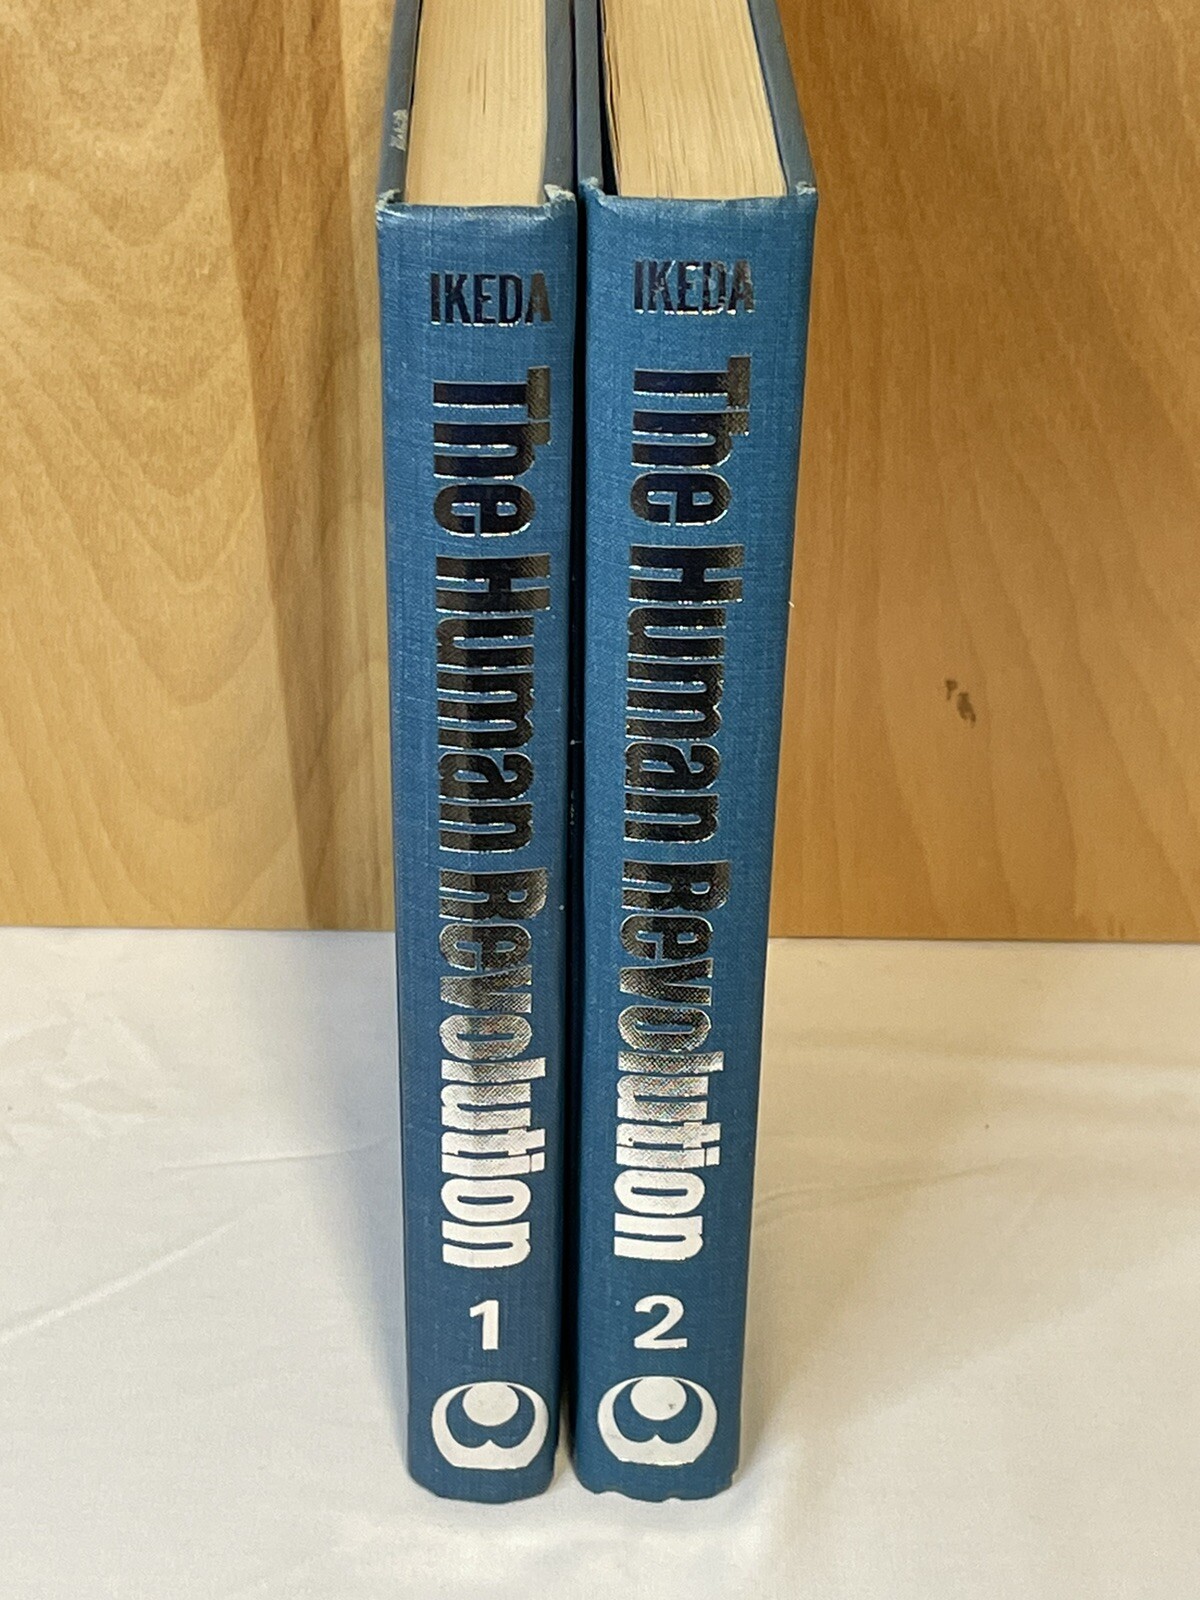 IKEDA
The Human Revolution
1
IKEDA
The Human Revolution
2